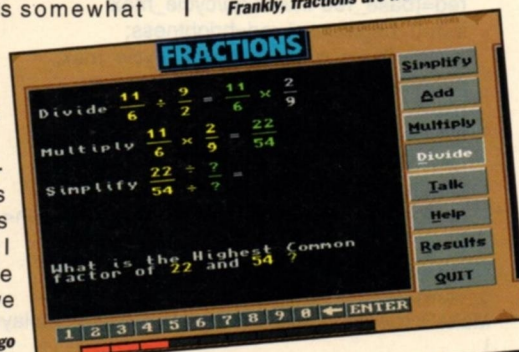 s somewhat
Frankly, fractions are
FRACTIONS
Divide 11/6 ÷ 9/2 = 11/6 × 2/9
Multiply 11/6 × 2/9 = 22/54
Simplify 22/54 ÷ ?/? =
What is the Highest Common
factor of 22 and 54 ?
1 2 3 4 5 6 7 8 9 0 ← ENTER
Simplify
Add
Multiply
Divide
Talk
Help
Results
QUIT
s
s
l
e
ve
go